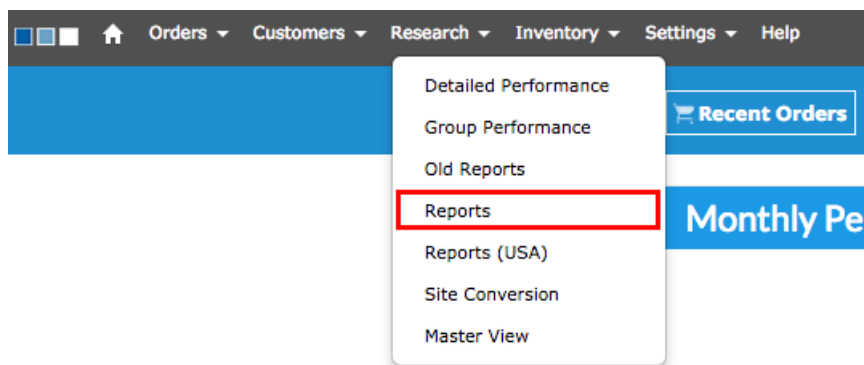 Orders Customers Research Inventory Settings Help
Detailed Performance
Recent Orders
Group Performance
Old Reports
Reports
Monthly Pe
Reports (USA)
Site Conversion
Master View